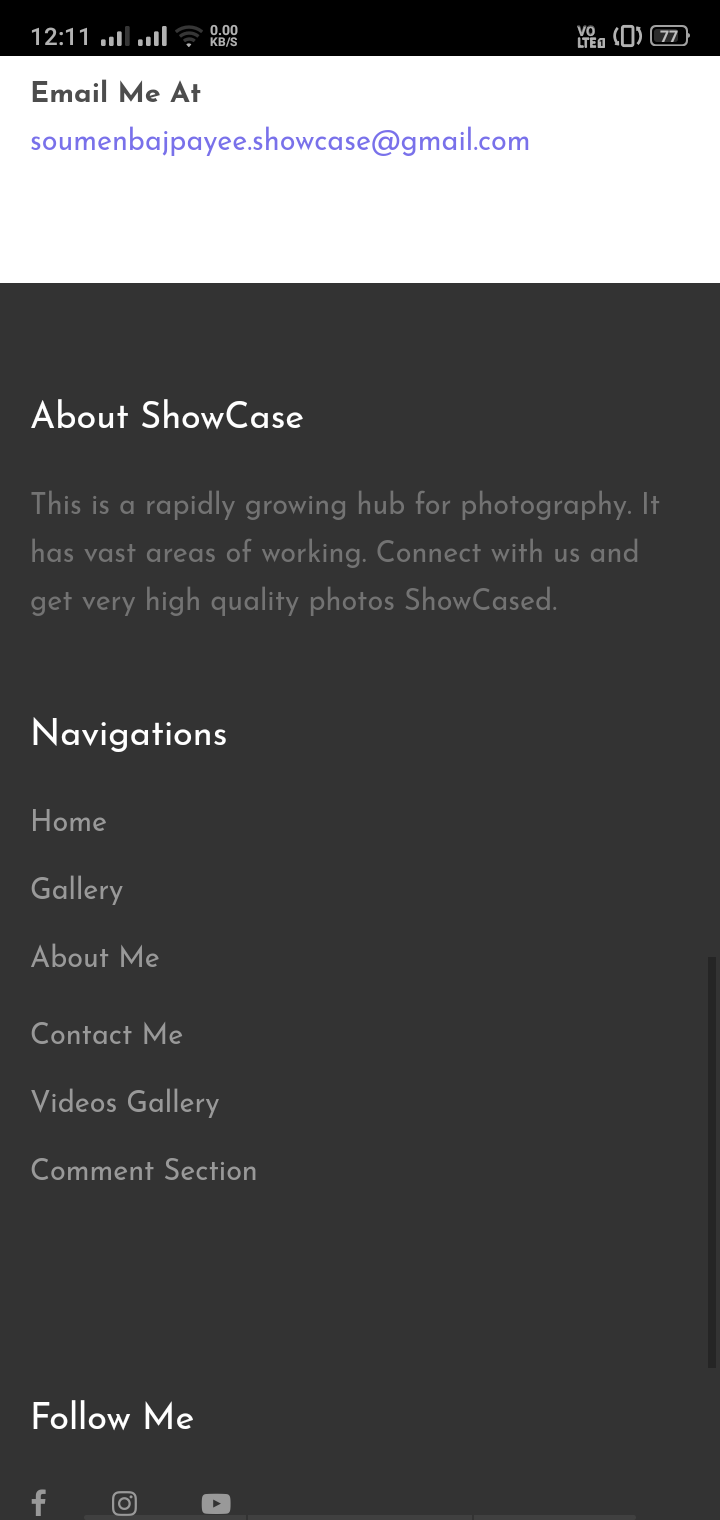 12:11 0.00 KB/S VO LTE 77
Email Me At
soumenbajpayee.showcase@gmail.com
About ShowCase
This is a rapidly growing hub for photography. It
has vast areas of working. Connect with us and
get very high quality photos ShowCased.
Navigations
Home
Gallery
About Me
Contact Me
Videos Gallery
Comment Section
Follow Me